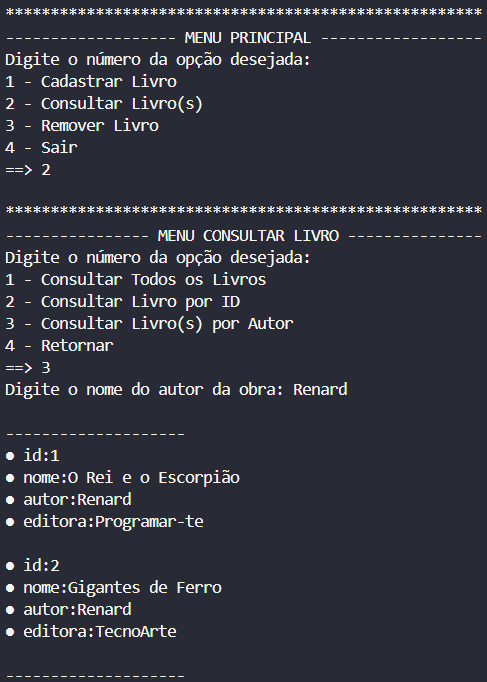 *****************************************************
------------------- MENU PRINCIPAL ------------------
Digite o número da opção desejada:
1 - Cadastrar Livro
2 - Consultar Livro(s)
3 - Remover Livro
4 - Sair
==> 2
*****************************************************
---------------- MENU CONSULTAR LIVRO ---------------
Digite o número da opção desejada:
1 - Consultar Todos os Livros
2 - Consultar Livro por ID
3 - Consultar Livro(s) por Autor
4 - Retornar
==> 3
Digite o nome do autor da obra: Renard
--------------------
● id:1
● nome:O Rei e o Escorpião
● autor:Renard
● editora:Programar-te
● id:2
● nome:Gigantes de Ferro
● autor:Renard
● editora:TecnoArte
--------------------